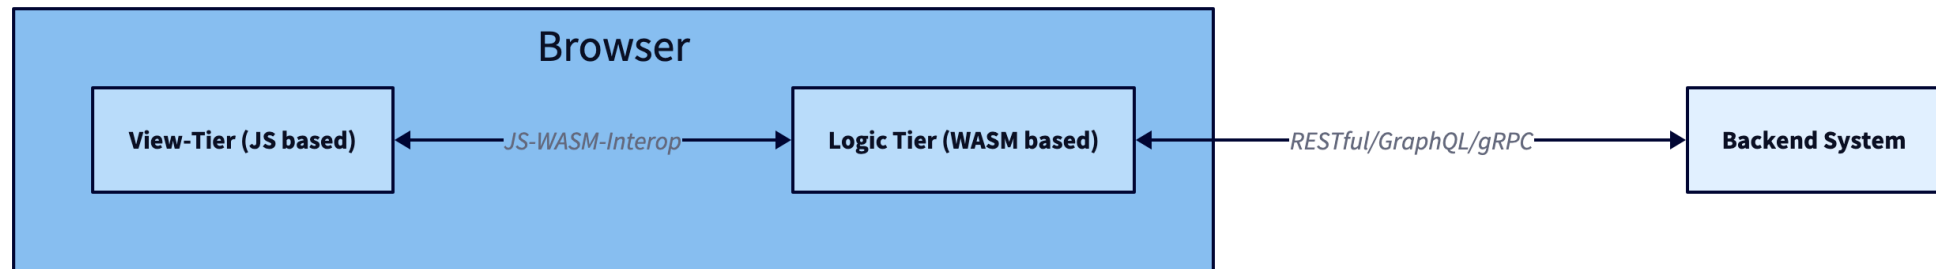 Browser
View-Tier (JS based)
JS-WASM-Interop
Logic Tier (WASM based)
RESTful/GraphQL/gRPC
Backend System